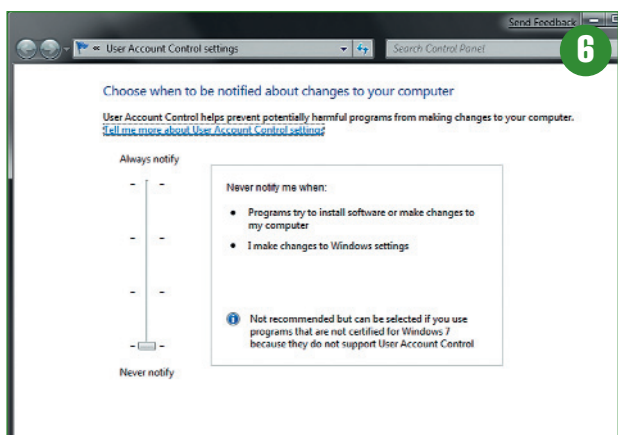 Send Feedback
6
« User Account Control settings
Search Control Panel
Choose when to be notified about changes to your computer
User Account Control helps prevent potentially harmful programs from making changes to your computer.
Tell me more about User Account Control settings
Always notify
Never notify me when:
• Programs try to install software or make changes to
my computer
• I make changes to Windows settings
Not recommended but can be selected if you use
programs that are not certified for Windows 7
because they do not support User Account Control
Never notify